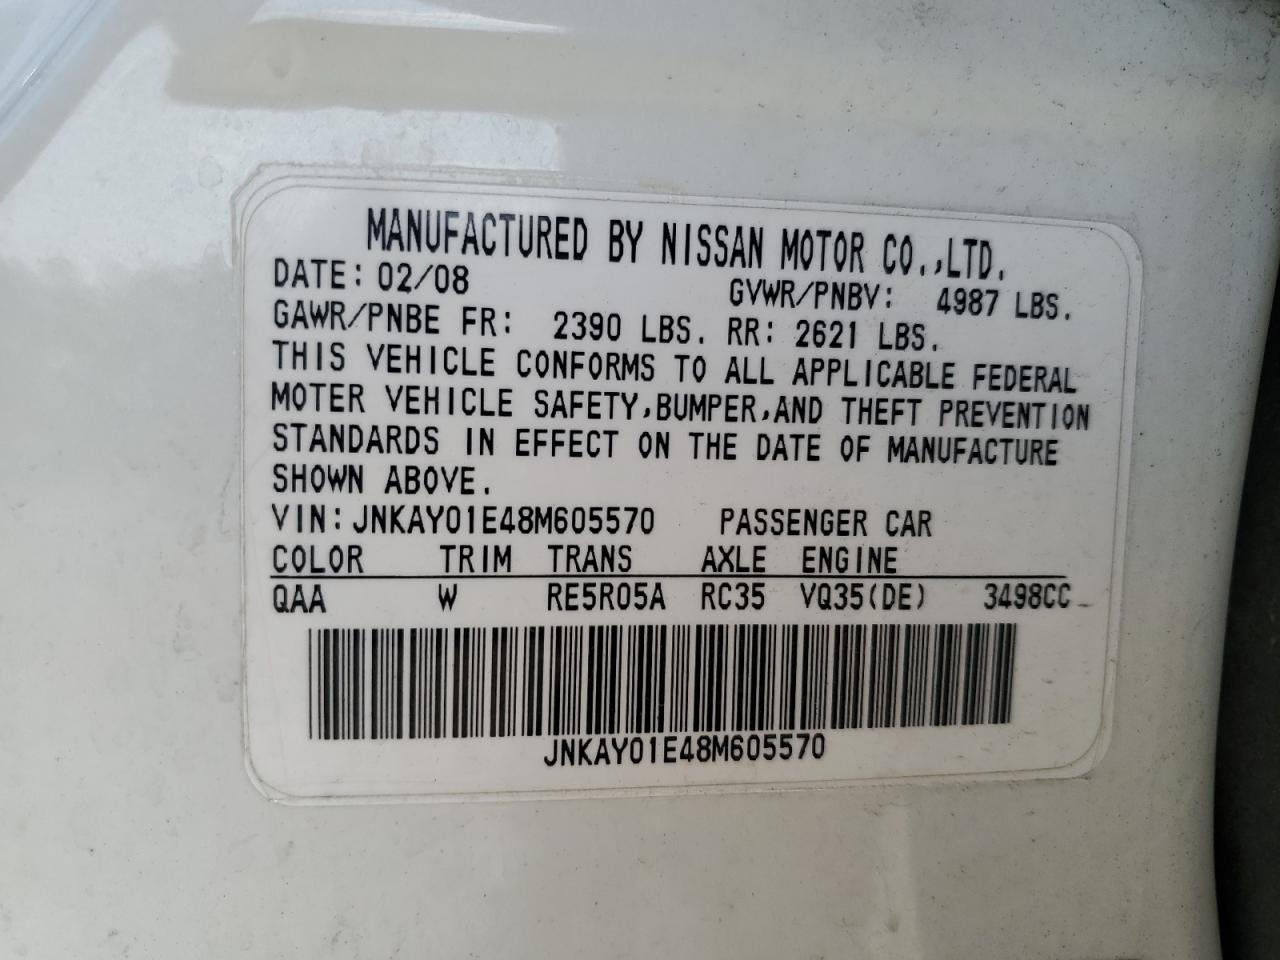 MANUFACTURED BY NISSAN MOTOR CO.,LTD.
DATE: 02/08 GVWR/PNBV: 4987 LBS.
GAWR/PNBE FR: 2390 LBS. RR: 2621 LBS.
THIS VEHICLE CONFORMS TO ALL APPLICABLE FEDERAL
MOTER VEHICLE SAFETY,BUMPER,AND THEFT PREVENTION
STANDARDS IN EFFECT ON THE DATE OF MANUFACTURE
SHOWN ABOVE.
VIN: JNKAY01E48M605570 PASSENGER CAR
COLOR TRIM TRANS AXLE ENGINE
QAA W RE5R05A RC35 VQ35(DE) 3498CC
JNKAY01E48M605570